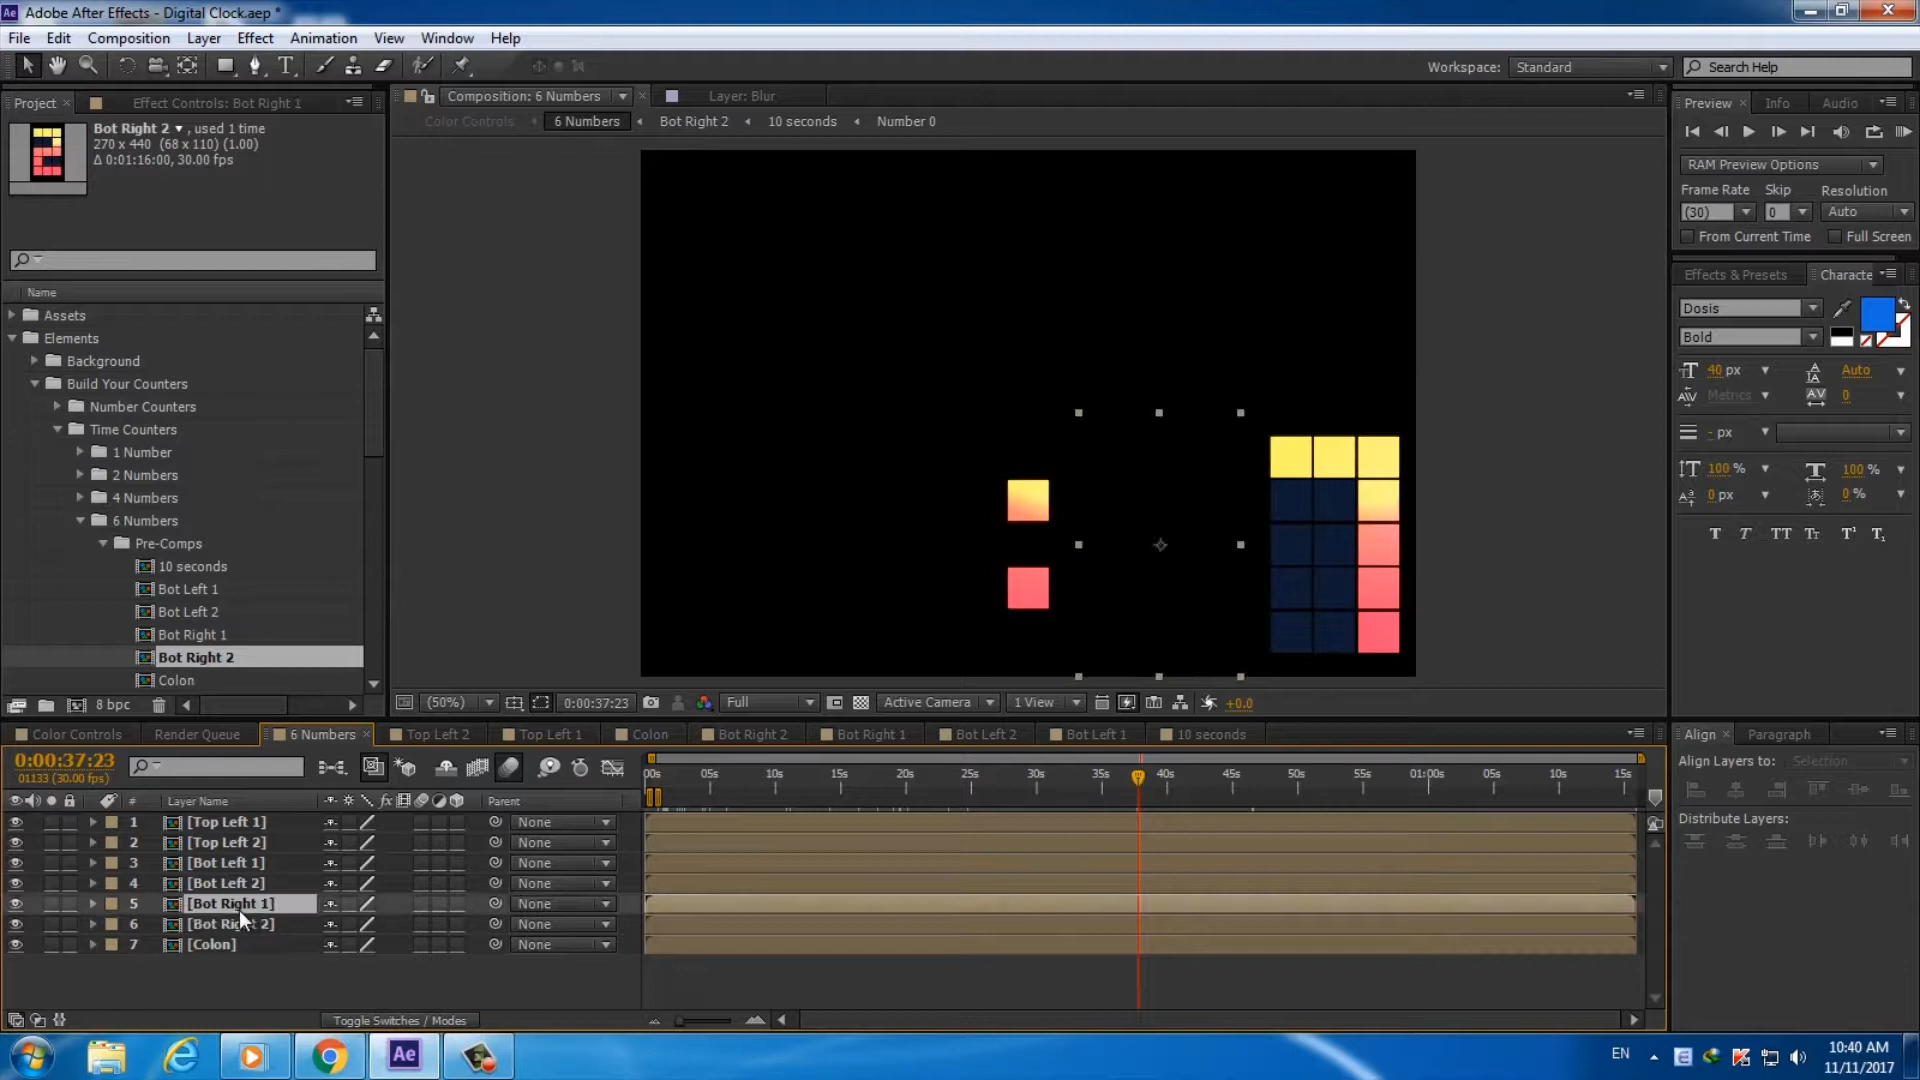 Ae Adobe After Effects - Digital Clock.aep *
File Edit Composition Layer Effect Animation View Window Help
Workspace: Standard Search Help
Project Effect Controls: Bot Right 1
Bot Right 2 , used 1 time
270 x 440 (68 x 110) (1.00)
Δ 0:01:16:00, 30.00 fps
Name
Assets
Elements
Background
Build Your Counters
Number Counters
Time Counters
1 Number
2 Numbers
4 Numbers
6 Numbers
Pre-Comps
10 seconds
Bot Left 1
Bot Left 2
Bot Right 1
Bot Right 2
Colon
8 bpc
Composition: 6 Numbers Layer: Blur
Color Controls 6 Numbers Bot Right 2 10 seconds Number 0
(50%) 0:00:37:23 Full Active Camera 1 View +0.0
Preview Info Audio
RAM Preview Options
Frame Rate Skip Resolution
(30) 0 Auto
From Current Time Full Screen
Effects & Presets Characte
Dosis
Bold
40 px Auto
Metrics 0
- px
100 % 100 %
0 px 0 %
T T TT Tт T¹ T₁
Color Controls Render Queue 6 Numbers Top Left 2 Top Left 1 Colon Bot Right 2 Bot Right 1 Bot Left 2 Bot Left 1 10 seconds
0:00:37:23
01133 (30.00 fps)
00s 05s 10s 15s 20s 25s 30s 35s 40s 45s 50s 55s 01:00s 05s 10s 15s
# Layer Name fx Parent
1 [Top Left 1] None
2 [Top Left 2] None
3 [Bot Left 1] None
4 [Bot Left 2] None
5 [Bot Right 1] None
6 [Bot Right 2] None
7 [Colon] None
Toggle Switches / Modes
Align Paragraph
Align Layers to: Selection
Distribute Layers:
Ae
EN
10:40 AM
11/11/2017